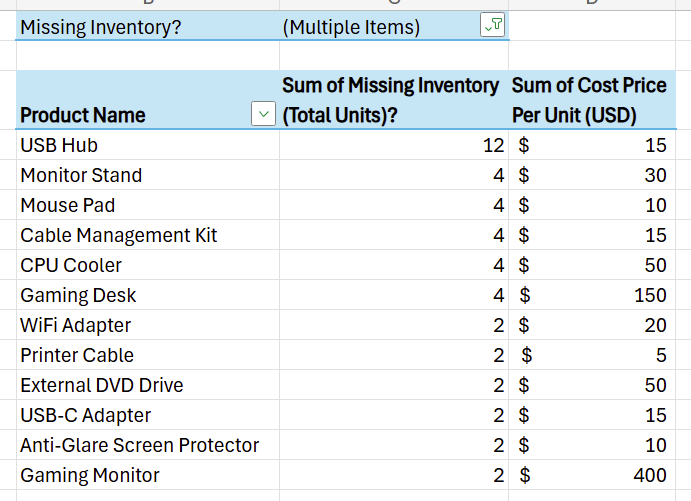 Missing Inventory? (Multiple Items)
Sum of Missing Inventory Sum of Cost Price
Product Name (Total Units)? Per Unit (USD)
USB Hub 12 $ 15
Monitor Stand 4 $ 30
Mouse Pad 4 $ 10
Cable Management Kit 4 $ 15
CPU Cooler 4 $ 50
Gaming Desk 4 $ 150
WiFi Adapter 2 $ 20
Printer Cable 2 $ 5
External DVD Drive 2 $ 50
USB-C Adapter 2 $ 15
Anti-Glare Screen Protector 2 $ 10
Gaming Monitor 2 $ 400